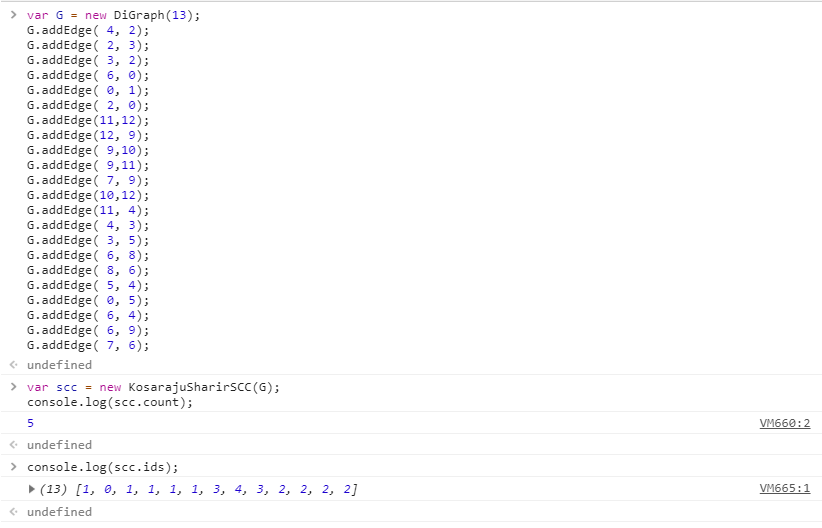 > var G = new DiGraph(13);
G.addEdge( 4, 2);
G.addEdge( 2, 3);
G.addEdge( 3, 2);
G.addEdge( 6, 0);
G.addEdge( 0, 1);
G.addEdge( 2, 0);
G.addEdge(11,12);
G.addEdge(12, 9);
G.addEdge( 9,10);
G.addEdge( 9,11);
G.addEdge( 7, 9);
G.addEdge(10,12);
G.addEdge(11, 4);
G.addEdge( 4, 3);
G.addEdge( 3, 5);
G.addEdge( 6, 8);
G.addEdge( 8, 6);
G.addEdge( 5, 4);
G.addEdge( 0, 5);
G.addEdge( 6, 4);
G.addEdge( 6, 9);
G.addEdge( 7, 6);
undefined
> var scc = new KosarajuSharirSCC(G);
console.log(scc.count);
5 VM660:2
undefined
> console.log(scc.ids);
(13) [1, 0, 1, 1, 1, 1, 3, 4, 3, 2, 2, 2, 2] VM665:1
undefined